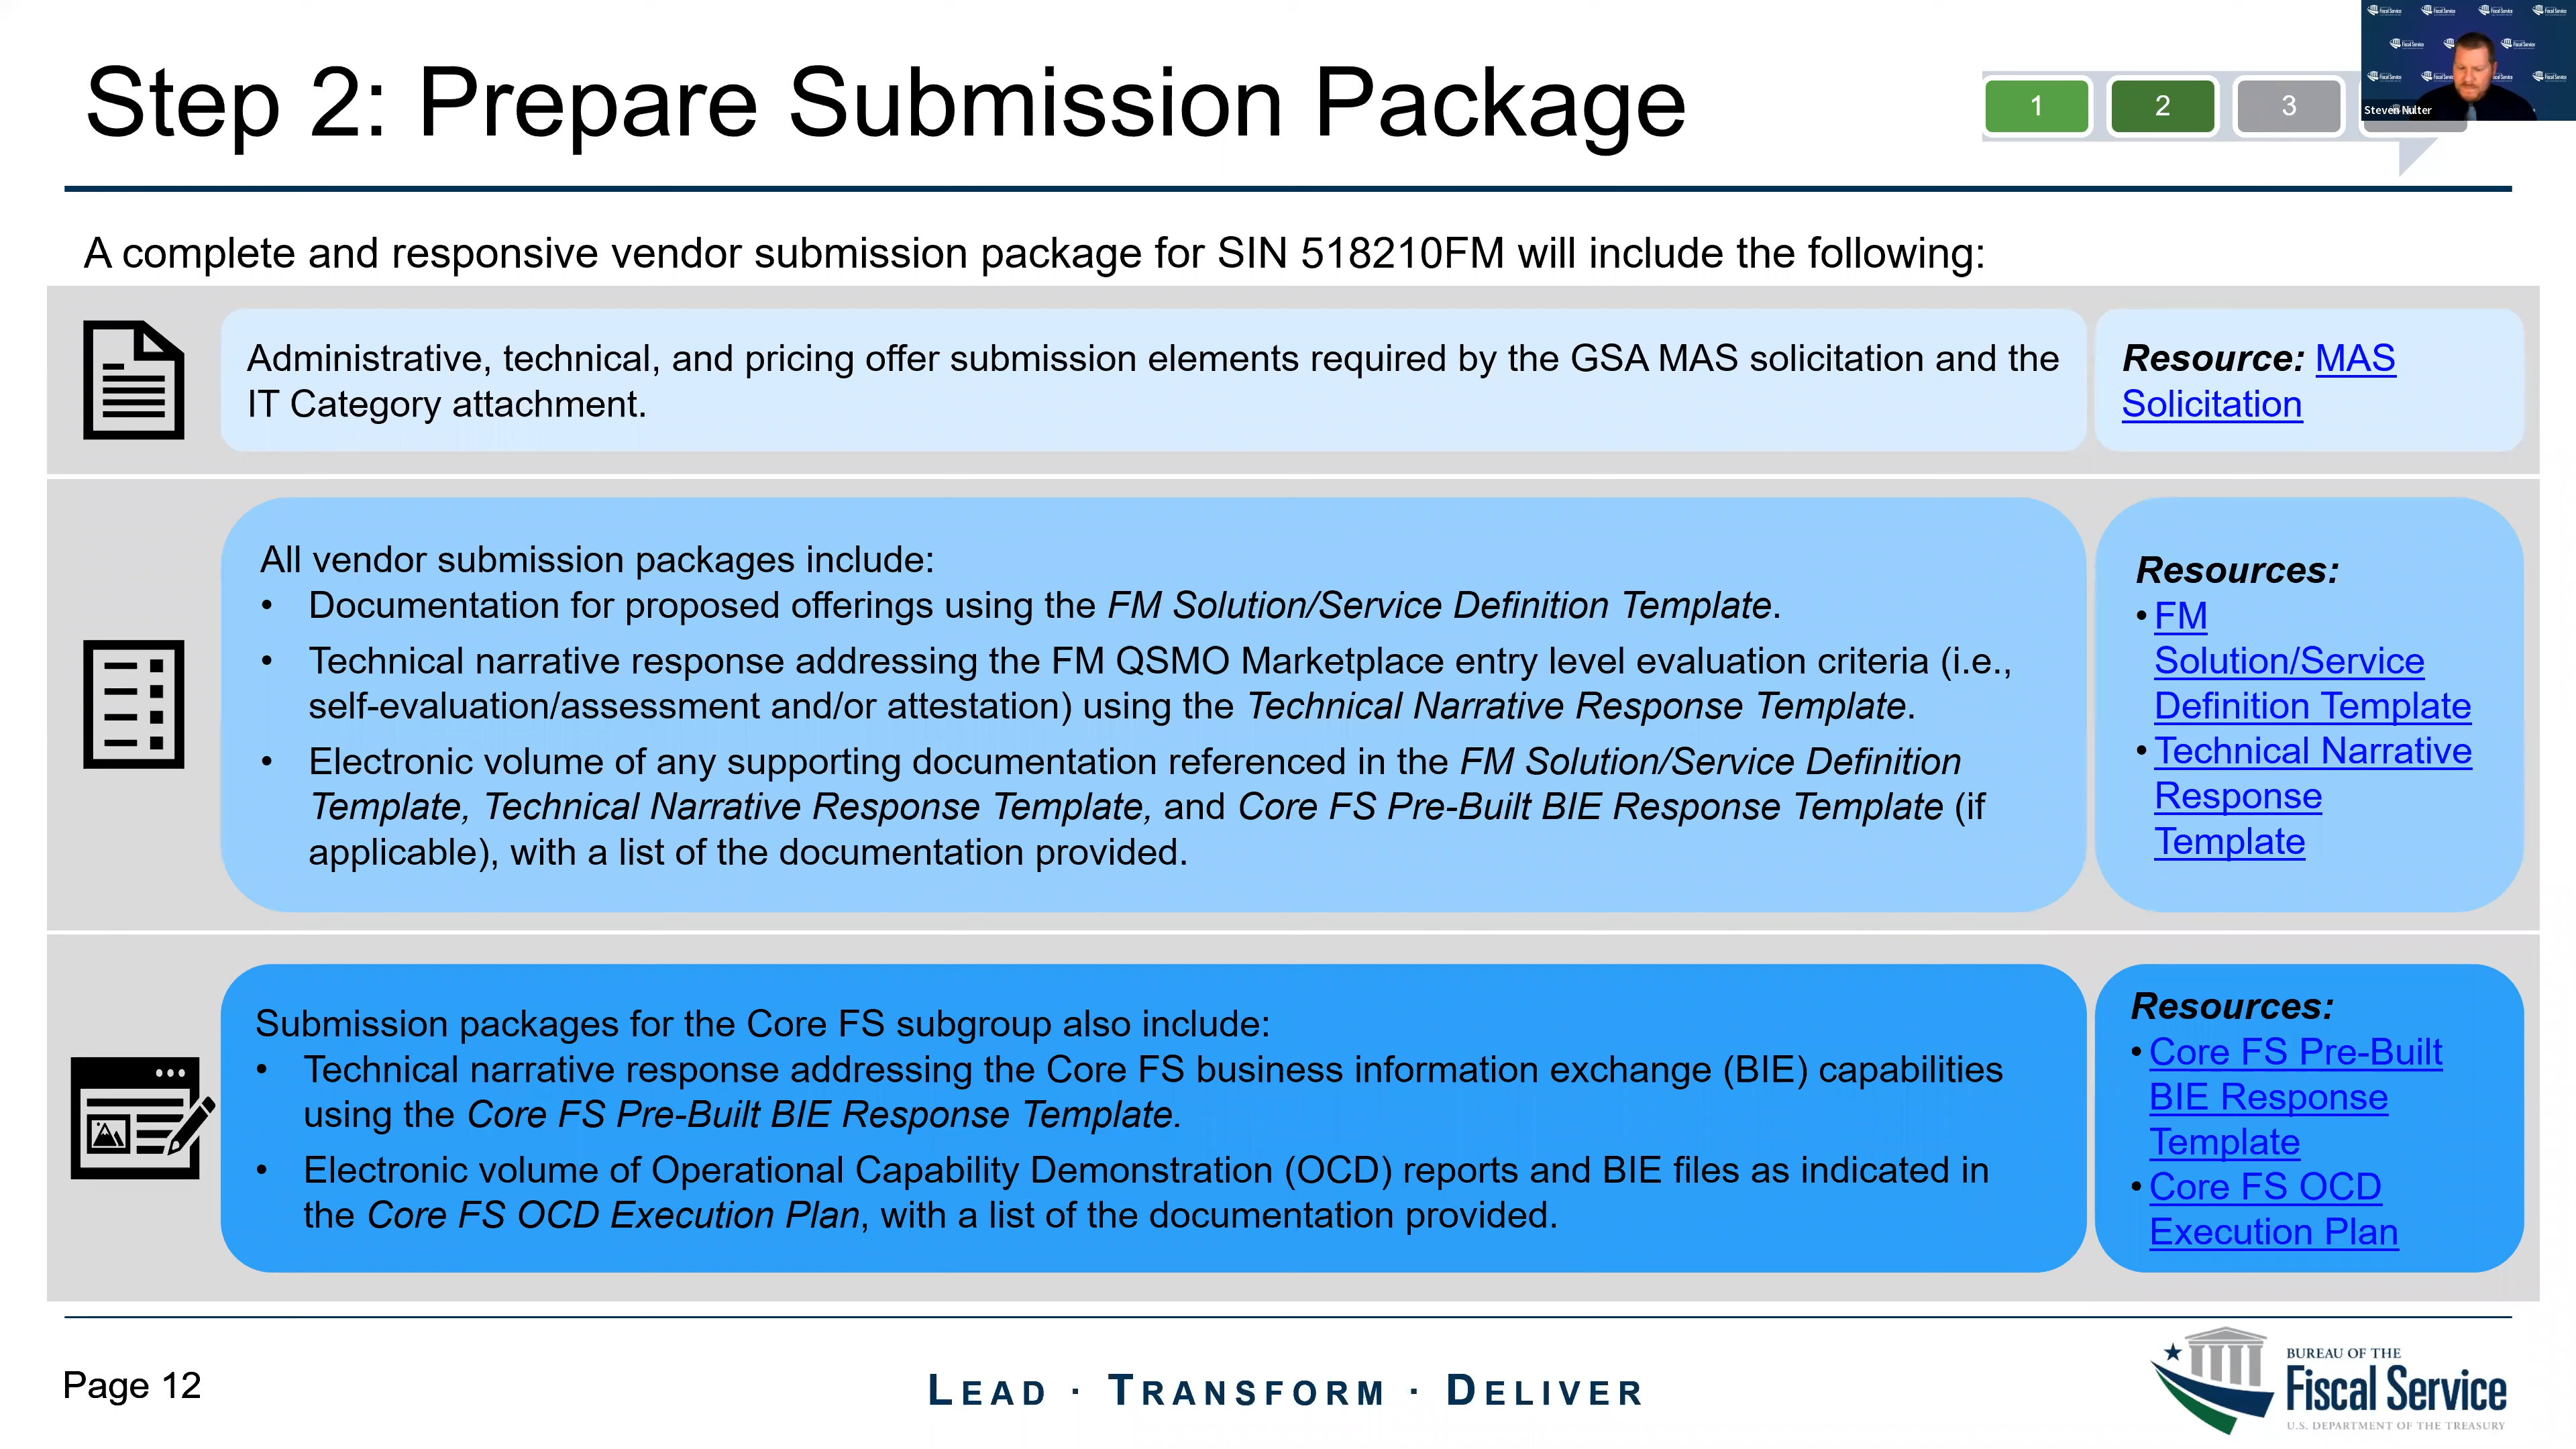 Step 2: Prepare Submission Package
1 2 3
Steven Nulter
A complete and responsive vendor submission package for SIN 518210FM will include the following:
Administrative, technical, and pricing offer submission elements required by the GSA MAS solicitation and the
IT Category attachment.
Resource: MAS
Solicitation
All vendor submission packages include:
• Documentation for proposed offerings using the FM Solution/Service Definition Template.
• Technical narrative response addressing the FM QSMO Marketplace entry level evaluation criteria (i.e.,
self-evaluation/assessment and/or attestation) using the Technical Narrative Response Template.
• Electronic volume of any supporting documentation referenced in the FM Solution/Service Definition
Template, Technical Narrative Response Template, and Core FS Pre-Built BIE Response Template (if
applicable), with a list of the documentation provided.
Resources:
• FM
Solution/Service
Definition Template
• Technical Narrative
Response
Template
Submission packages for the Core FS subgroup also include:
• Technical narrative response addressing the Core FS business information exchange (BIE) capabilities
using the Core FS Pre-Built BIE Response Template.
• Electronic volume of Operational Capability Demonstration (OCD) reports and BIE files as indicated in
the Core FS OCD Execution Plan, with a list of the documentation provided.
Resources:
• Core FS Pre-Built
BIE Response
Template
• Core FS OCD
Execution Plan
Page 12
LEAD · TRANSFORM · DELIVER
BUREAU OF THE
Fiscal Service
U.S. DEPARTMENT OF THE TREASURY